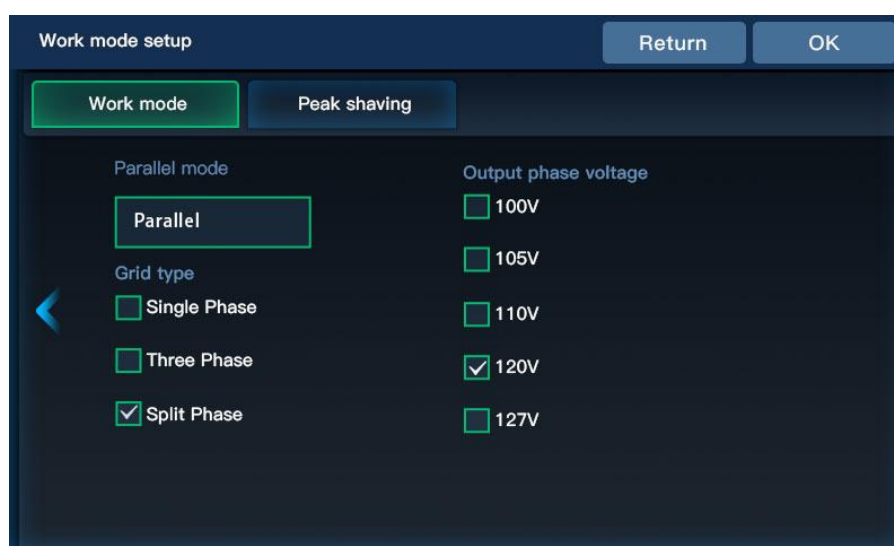 Work mode setup
Return
OK
Work mode
Peak shaving
Parallel mode
Parallel
Grid type
Single Phase
Three Phase
Split Phase
Output phase voltage
100V
105V
110V
120V
127V